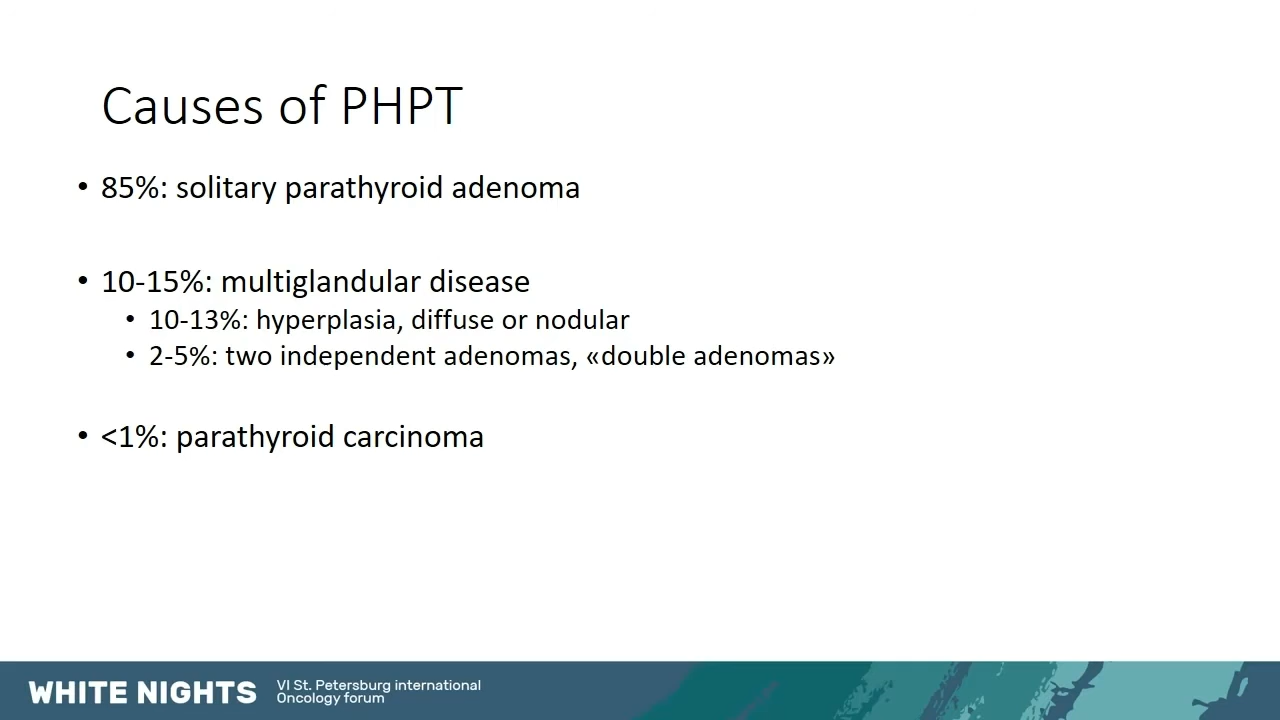 Causes of PHPT
• 85%: solitary parathyroid adenoma
• 10-15%: multiglandular disease
• 10-13%: hyperplasia, diffuse or nodular
• 2-5%: two independent adenomas, «double adenomas»
• <1%: parathyroid carcinoma
WHITE NIGHTS
VI St. Petersburg international
Oncology forum